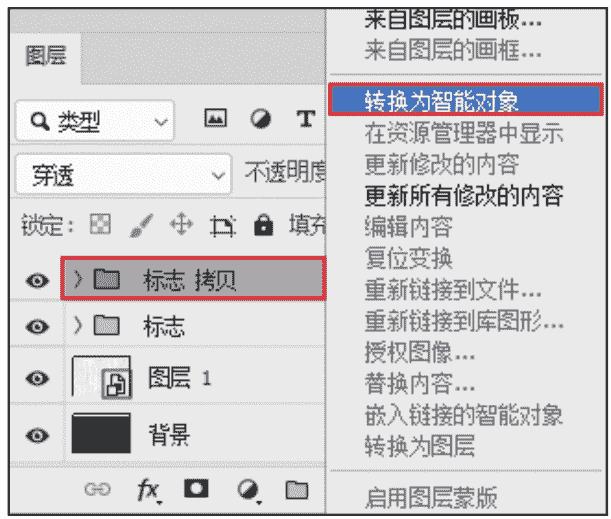 图层
类型
T
穿透
不透明度
锁定：
填充
标志 拷贝
标志
图层 1
背景
fx
来自图层的画板...
来自图层的画框...
转换为智能对象
在资源管理器中显示
更新修改的内容
更新所有修改的内容
编辑内容
复位变换
重新链接到文件...
重新链接到库图形...
授权图像...
替换内容...
嵌入链接的智能对象
转换为图层
启用图层蒙版